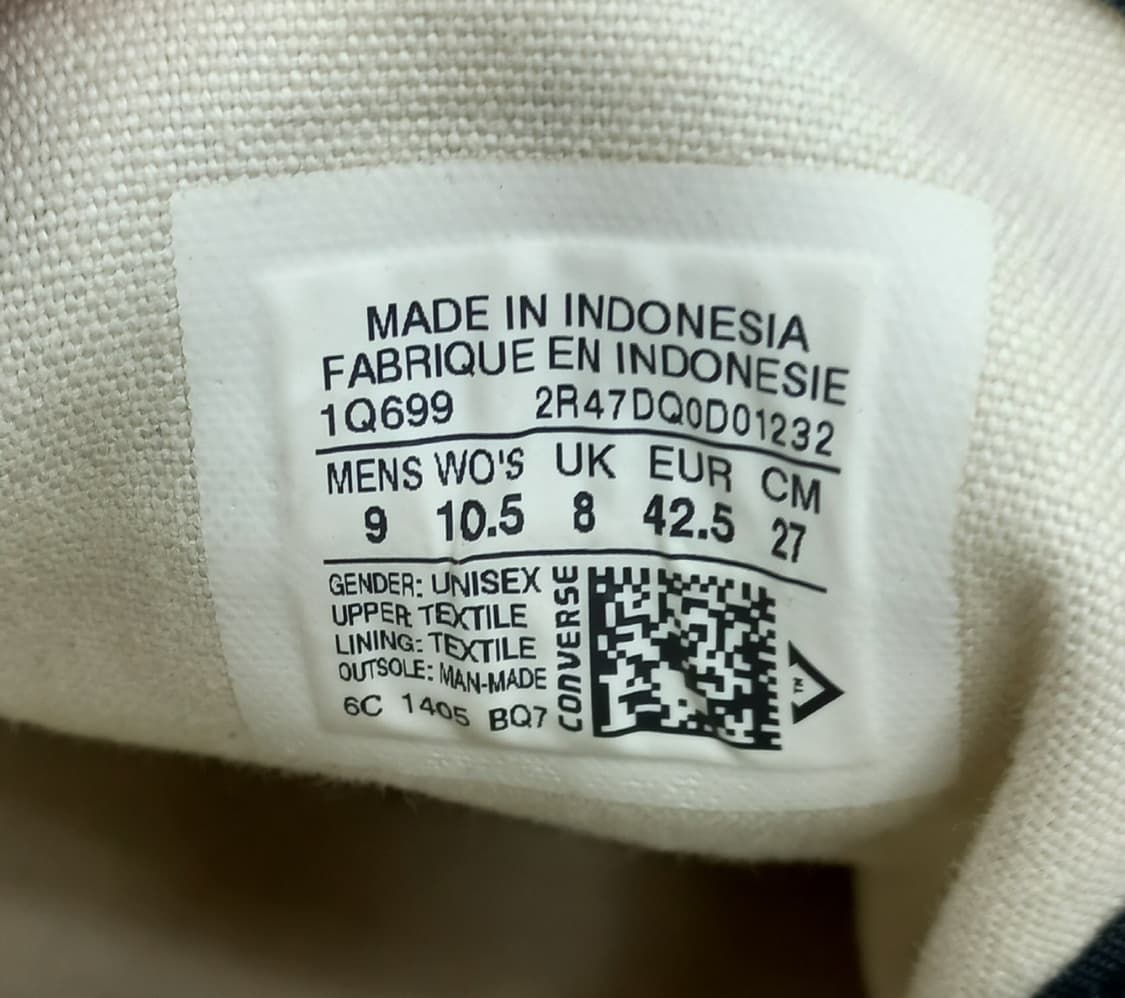 MADE IN INDONESIA
FABRIQUE EN INDONESIE
1Q699 2R47DQ0D01232
MENS WO'S UK EUR CM
9 10.5 8 42.5 27
GENDER: UNISEX
UPPER: TEXTILE
LINING: TEXTILE
OUTSOLE: MAN-MADE
6C 1405 BQ7
CONVERSE
TM